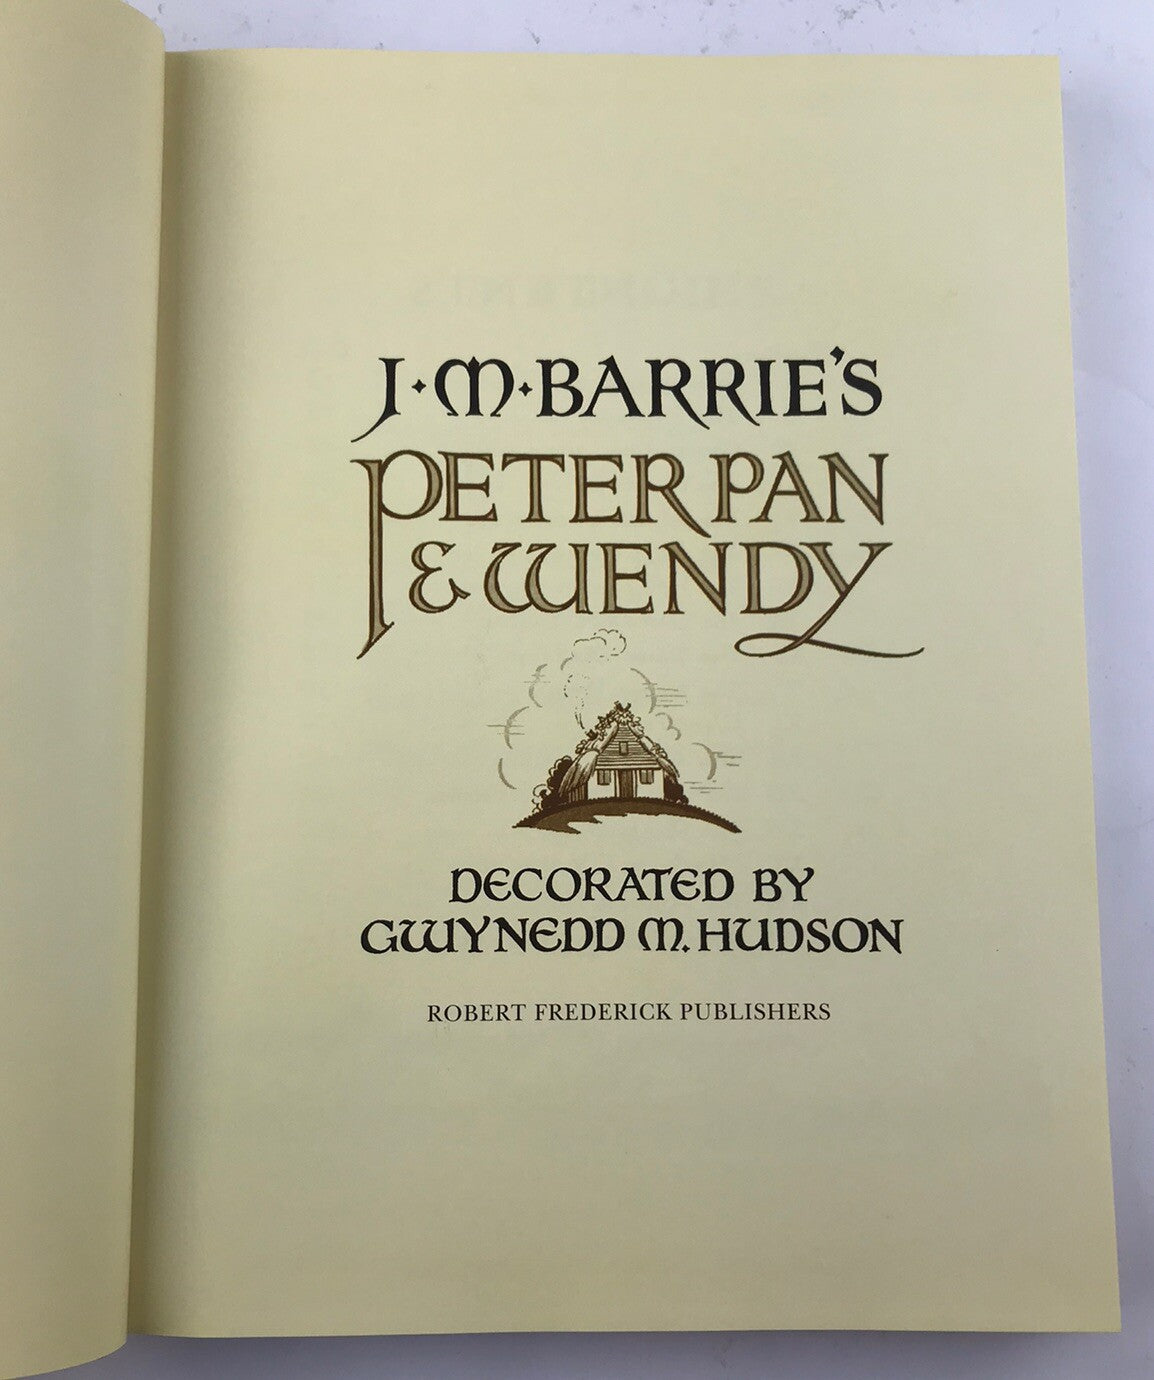 J·M·BARRIE'S
PETER PAN
& WENDY
DECORATED BY
GWYNEDD M. HUDSON
ROBERT FREDERICK PUBLISHERS